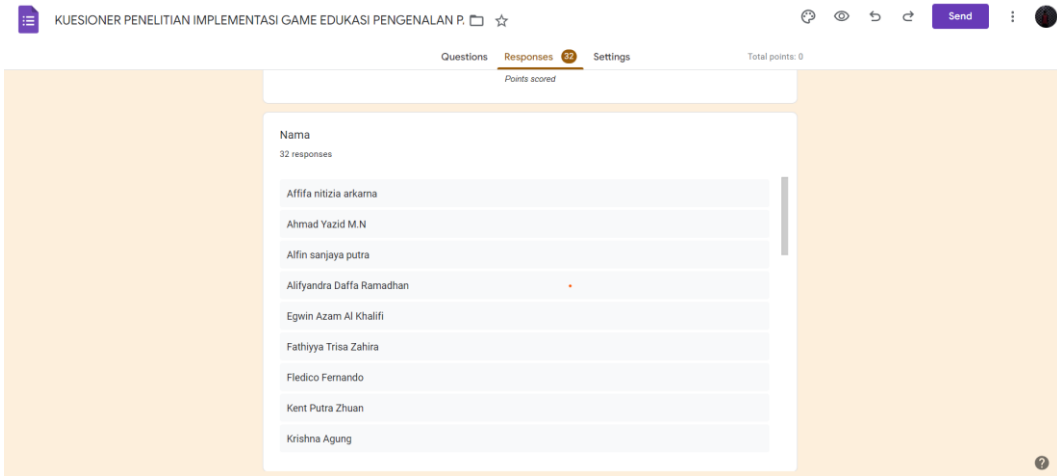 KUESIONER PENELITIAN IMPLEMENTASI GAME EDUKASI PENGENALAN P.
Send
Questions Responses 32 Settings
Total points: 0
Points scored
Nama
32 responses
Affifa nitizia arkarna
Ahmad Yazid M.N
Alfin sanjaya putra
Alifyandra Daffa Ramadhan
Egwin Azam Al Khalifi
Fathiyya Trisa Zahira
Fledico Fernando
Kent Putra Zhuan
Krishna Agung